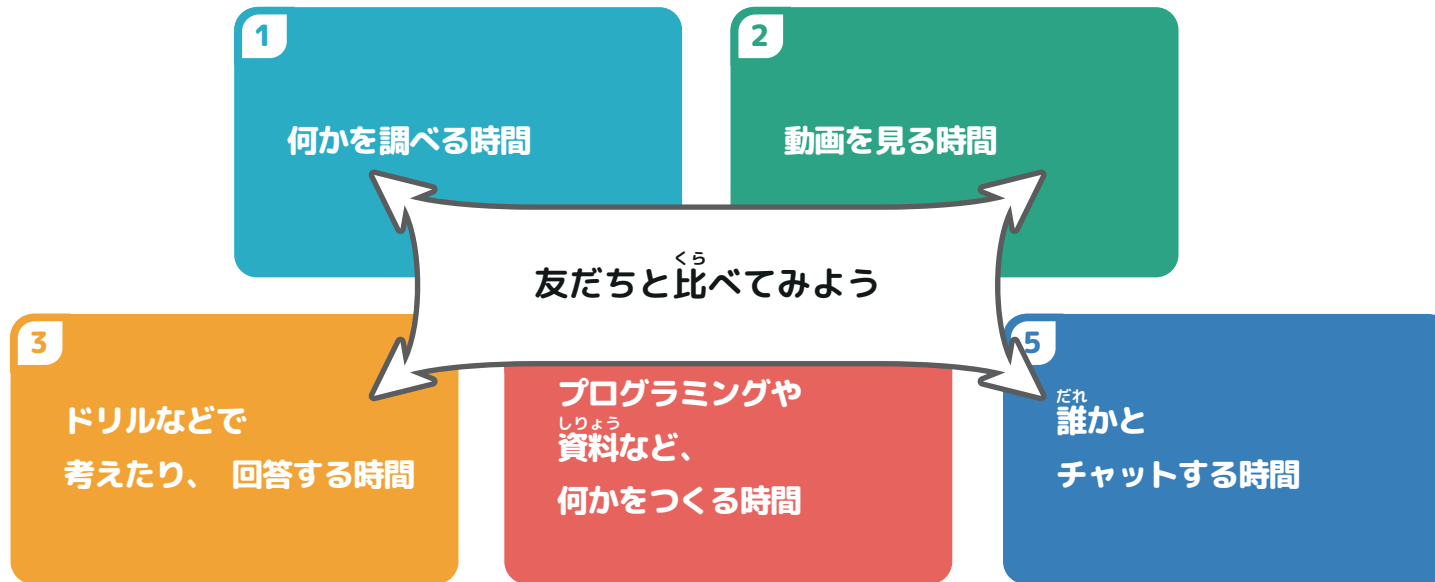 1
何かを調べる時間
2
動画を見る時間
くら
友だちと比べてみよう
3
ドリルなどで
考えたり、 回答する時間
プログラミングや
しりょう
資料など、
何かをつくる時間
5
だれ
誰かと
チャットする時間